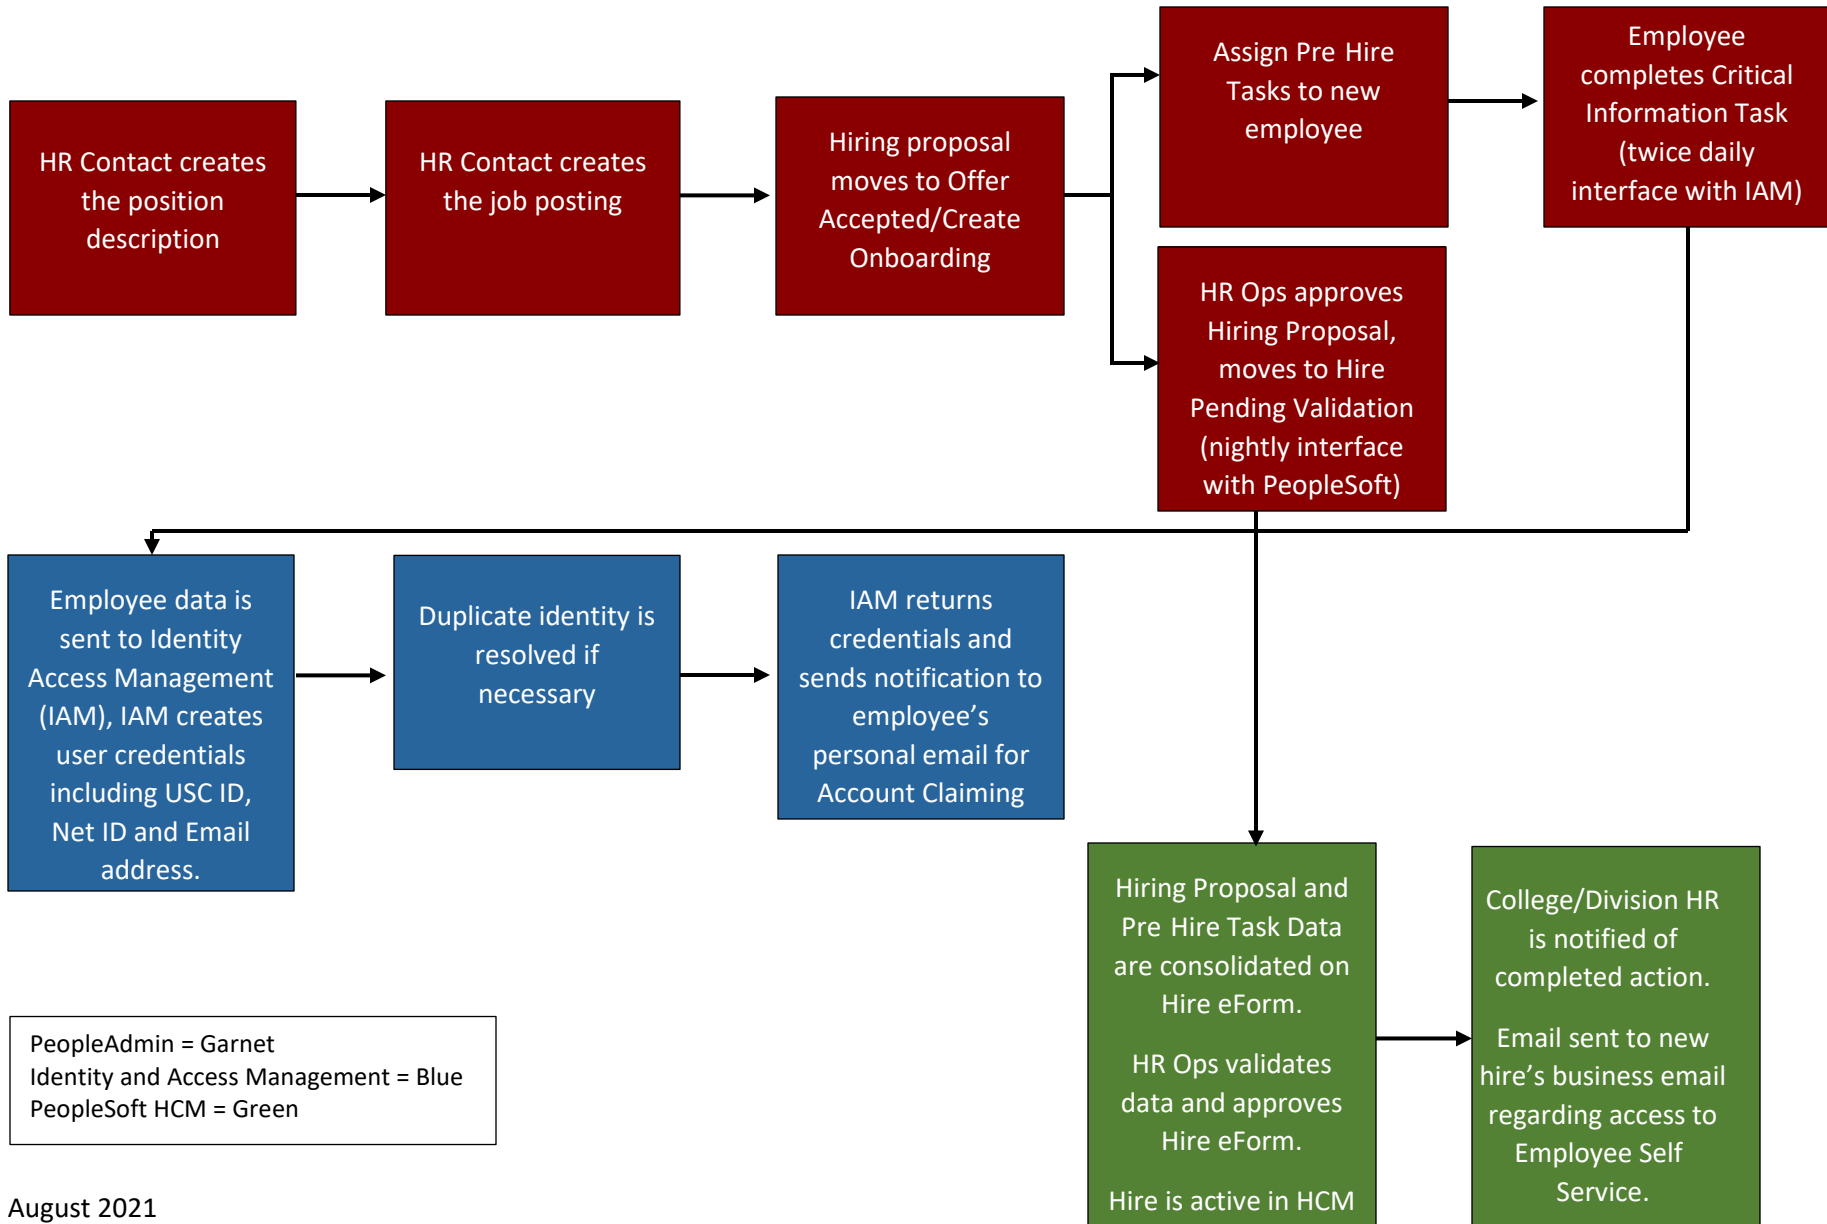 HR Contact creates
the position
description
HR Contact creates
the job posting
Hiring proposal
moves to Offer
Accepted/Create
Onboarding
Assign Pre Hire
Tasks to new
employee
Employee
completes Critical
Information Task
(twice daily
interface with IAM)
HR Ops approves
Hiring Proposal,
moves to Hire
Pending Validation
(nightly interface
with PeopleSoft)
Employee data is
sent to Identity
Access Management
(IAM), IAM creates
user credentials
including USC ID,
Net ID and Email
address.
Duplicate identity is
resolved if
necessary
IAM returns
credentials and
sends notification to
employee’s
personal email for
Account Claiming
Hiring Proposal and
Pre Hire Task Data
are consolidated on
Hire eForm.
HR Ops validates
data and approves
Hire eForm.
Hire is active in HCM
College/Division HR
is notified of
completed action.
Email sent to new
hire’s business email
regarding access to
Employee Self
Service.
PeopleAdmin = Garnet
Identity and Access Management = Blue
PeopleSoft HCM = Green
August 2021